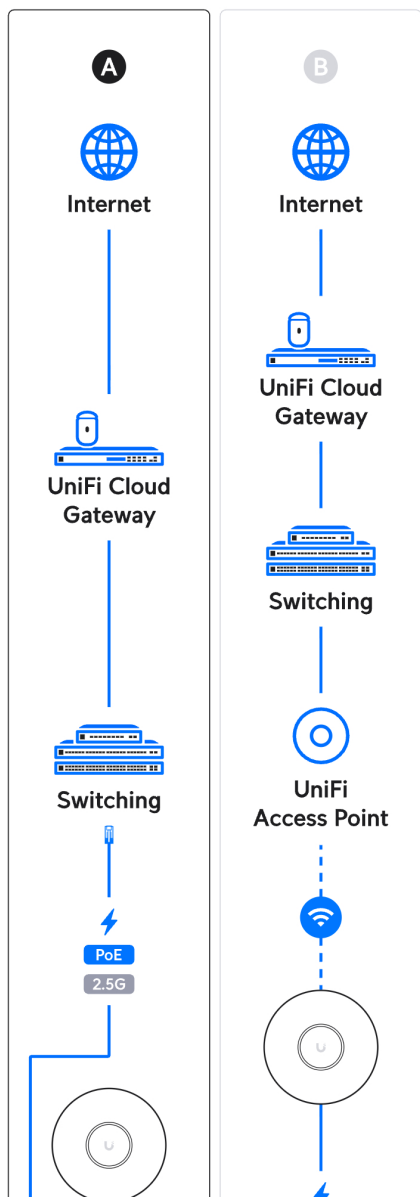 A
Internet
UniFi Cloud
Gateway
Switching
PoE
2.5G
B
Internet
UniFi Cloud
Gateway
Switching
UniFi
Access Point